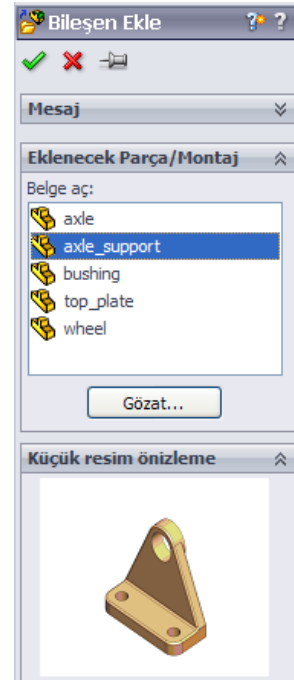 Bileşen Ekle ? ?
Mesaj
Eklenecek Parça/Montaj
Belge aç:
axle
axle_support
bushing
top_plate
wheel
Gözat...
Küçük resim önizleme